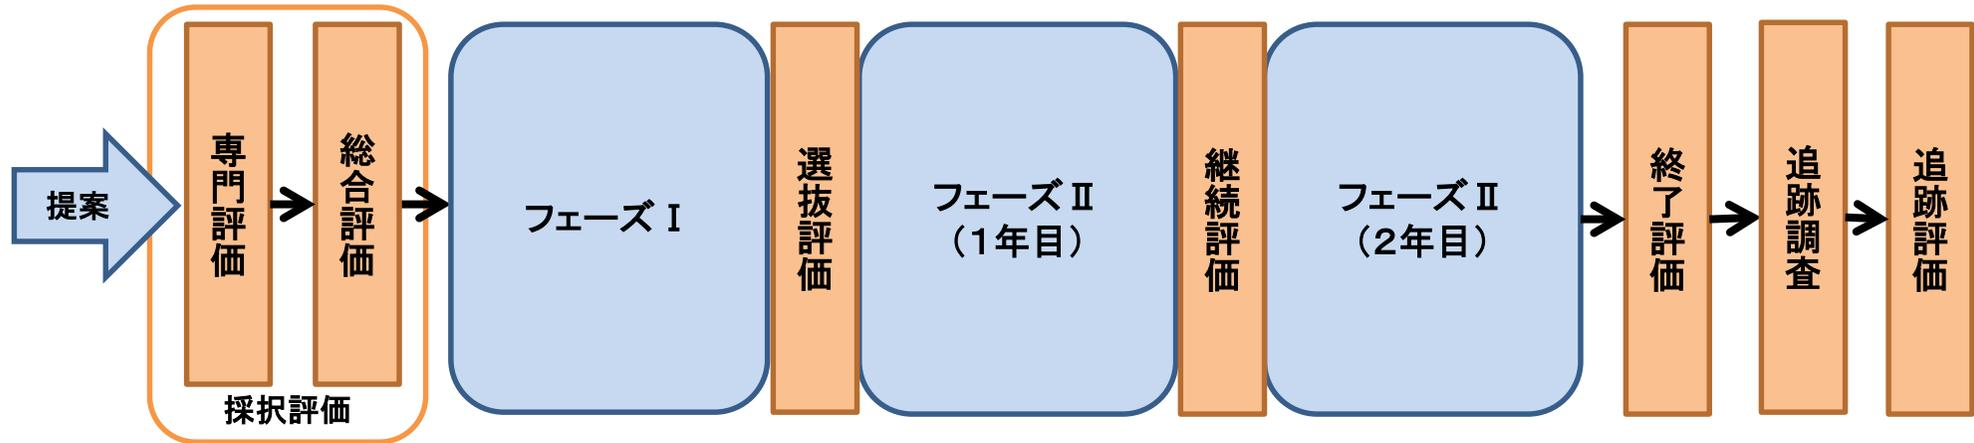 提案
専門評価
総合評価
採択評価
フェーズⅠ
選抜評価
フェーズⅡ
（１年目）
継続評価
フェーズⅡ
（２年目）
終了評価
追跡調査
追跡評価